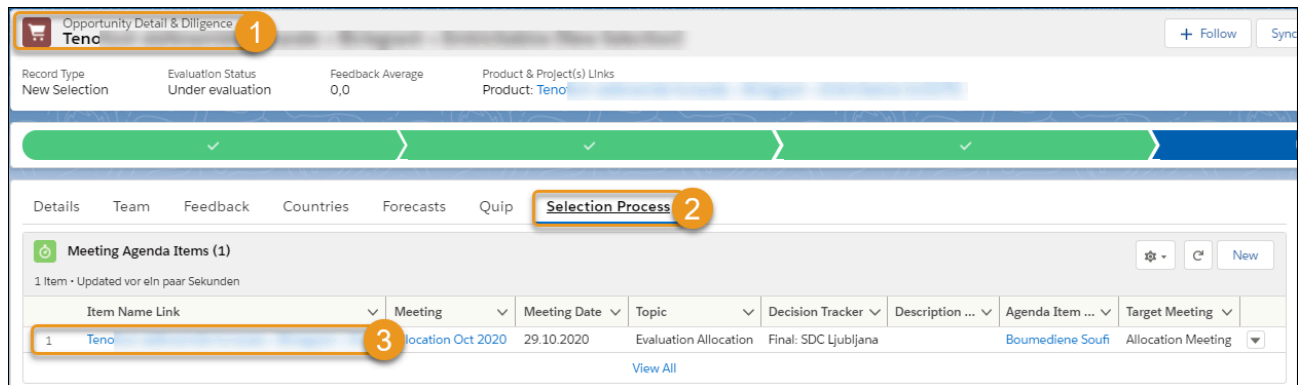 Opportunity Detail & Diligence
1
Teno
+ Follow
Sync
Record Type
New Selection
Evaluation Status
Under evaluation
Feedback Average
0,0
Product & Project(s) Links
Product: Teno
Details Team Feedback Countries Forecasts Quip Selection Process 2
Meeting Agenda Items (1)
New
1 Item • Updated vor ein paar Sekunden
Item Name Link Meeting Meeting Date Topic Decision Tracker Description ... Agenda Item ... Target Meeting
1 Teno 3 location Oct 2020 29.10.2020 Evaluation Allocation Final: SDC Ljubljana Boumediene Soufi Allocation Meeting
View All